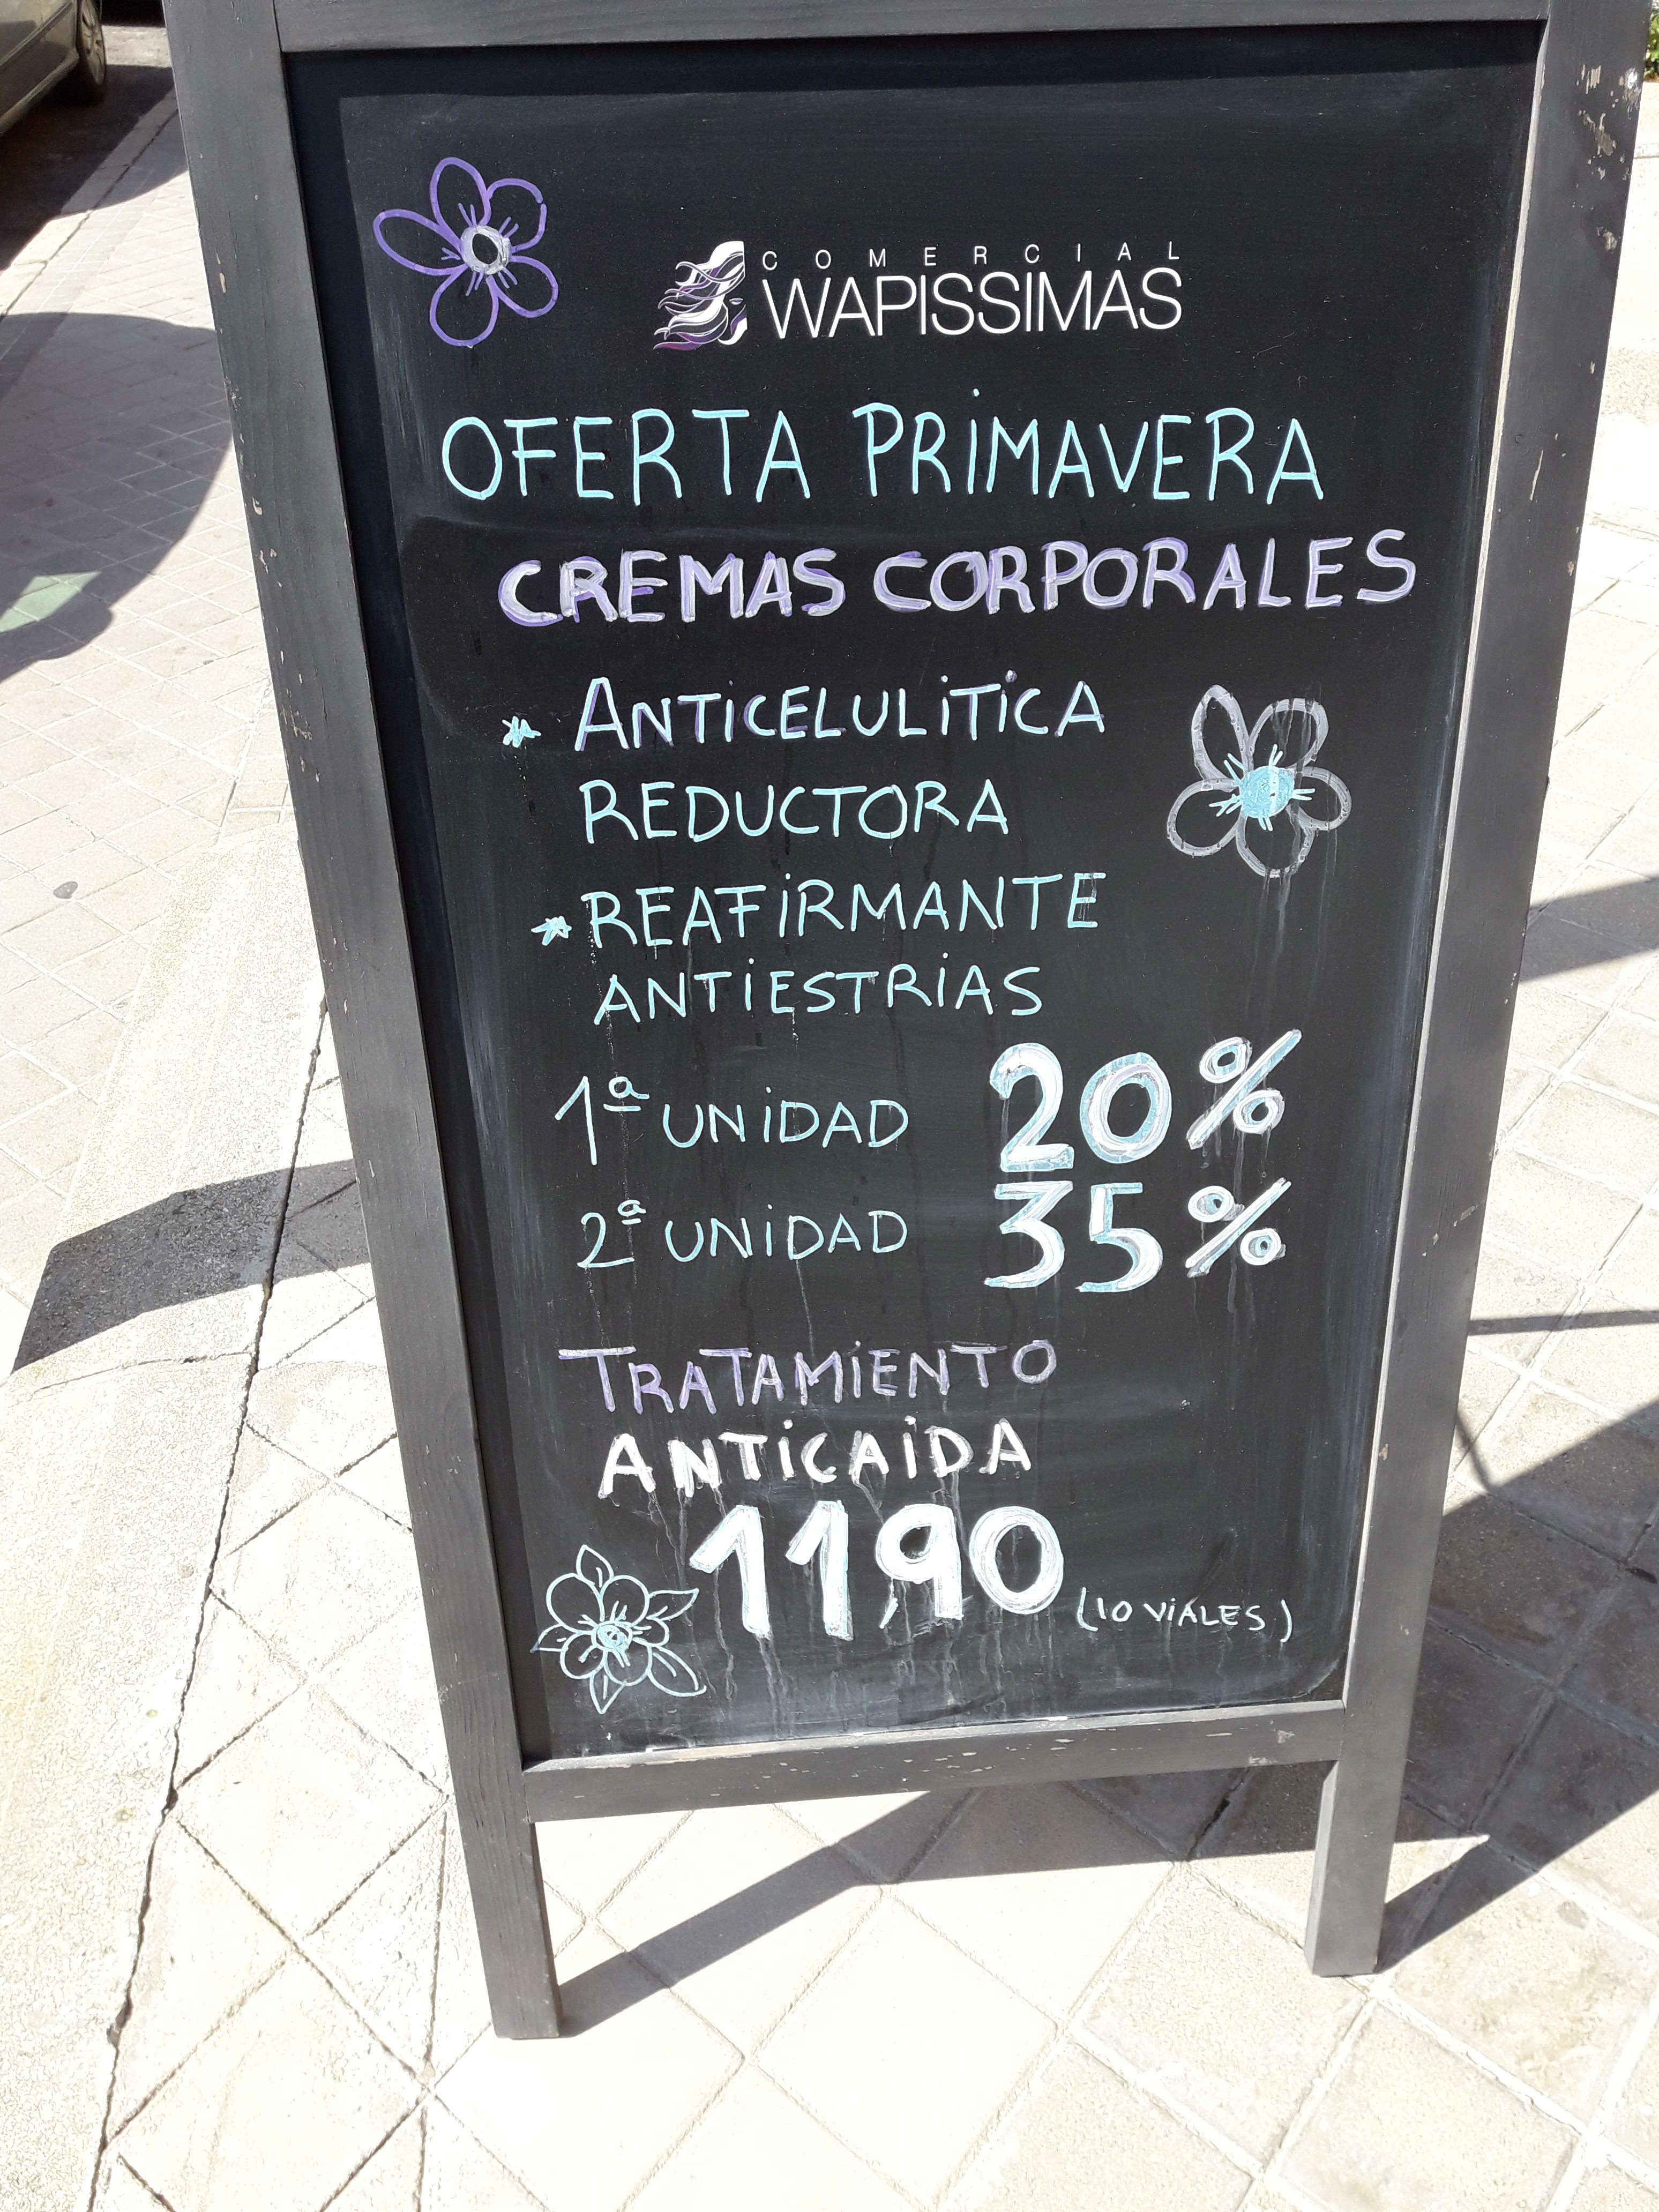 COMERCIAL
WAPISSIMAS
OFERTA PRIMAVERA
CREMAS CORPORALES
* ANTICELULITICA
REDUCTORA
* REAFIRMANTE
ANTIESTRIAS
1ª UNIDAD 20%
2ª UNIDAD 35%
TRATAMIENTO
ANTICAIDA
11,90 (10 VIALES)